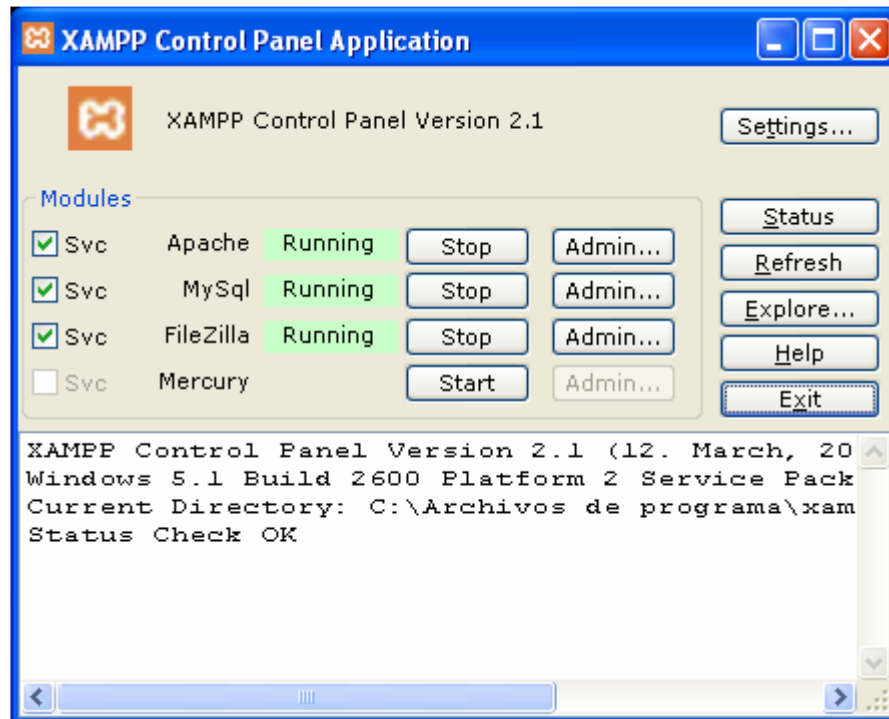 XAMPP Control Panel Application
XAMPP Control Panel Version 2.1
Settings...
Modules
Svc Apache Running Stop Admin...
Svc MySql Running Stop Admin...
Svc FileZilla Running Stop Admin...
Svc Mercury Start Admin...
Status
Refresh
Explore...
Help
Exit
XAMPP Control Panel Version 2.1 (12. March, 20
Windows 5.1 Build 2600 Platform 2 Service Pack
Current Directory: C:\Archivos de programa\xam
Status Check OK